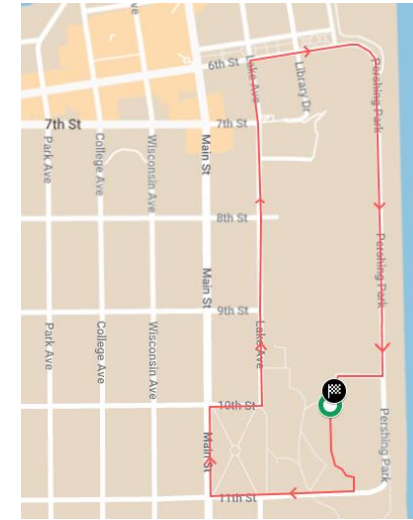 6th St
Lake Ave
Library Dr
Pershing Park
7th St
7th St
Park Ave
College Ave
Wisconsin Ave
Main St
8th St
Pershing Park
Main St
9th St
Park Ave
College Ave
Wisconsin Ave
Lake Ave
10th St
Pershing Park
Main St
11th St